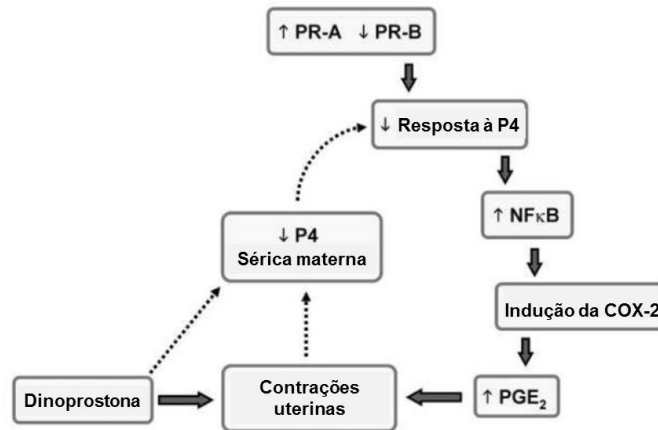 ↑ PR-A ↓ PR-B
↓ Resposta à P4
↑ NFκB
↓ P4
Sérica materna
Indução da COX-2
Dinoprostona
Contrações
uterinas
↑ PGE₂